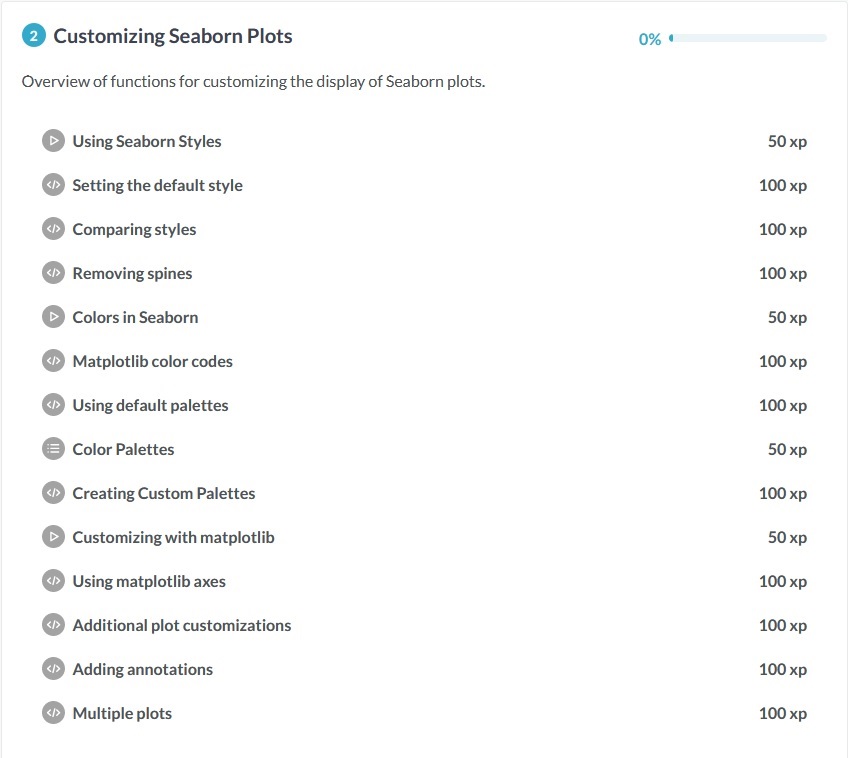 2 Customizing Seaborn Plots 0%
Overview of functions for customizing the display of Seaborn plots.
Using Seaborn Styles 50 xp
Setting the default style 100 xp
Comparing styles 100 xp
Removing spines 100 xp
Colors in Seaborn 50 xp
Matplotlib color codes 100 xp
Using default palettes 100 xp
Color Palettes 50 xp
Creating Custom Palettes 100 xp
Customizing with matplotlib 50 xp
Using matplotlib axes 100 xp
Additional plot customizations 100 xp
Adding annotations 100 xp
Multiple plots 100 xp